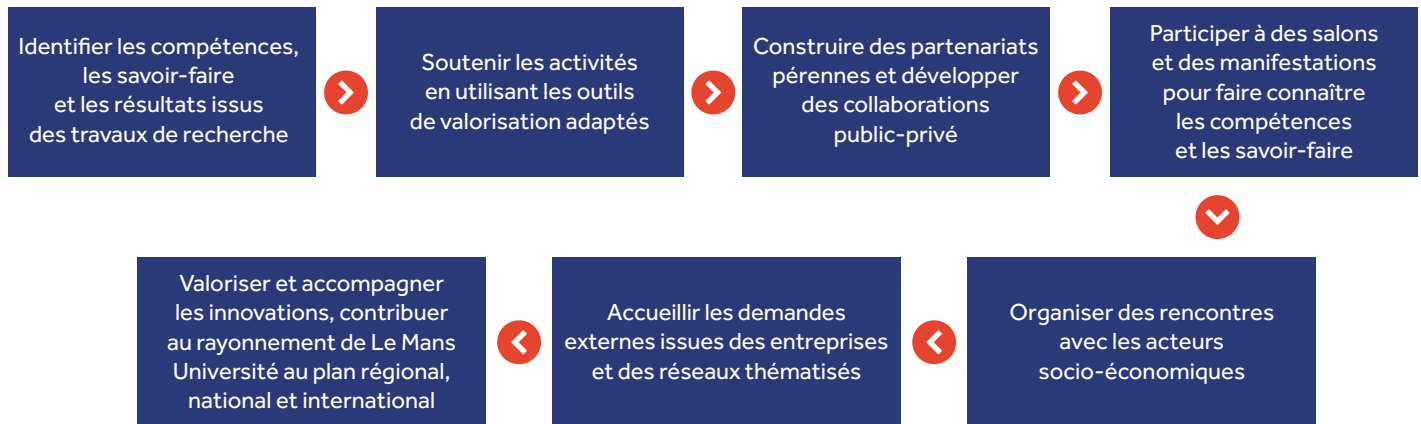 Identifier les compétences,
les savoir-faire
et les résultats issus
des travaux de recherche
Soutenir les activités
en utilisant les outils
de valorisation adaptés
Construire des partenariats
pérennes et développer
des collaborations
public-privé
Participer à des salons
et des manifestations
pour faire connaître
les compétences
et les savoir-faire
Organiser des rencontres
avec les acteurs
socio-économiques
Accueillir les demandes
externes issues des entreprises
et des réseaux thématisés
Valoriser et accompagner
les innovations, contribuer
au rayonnement de Le Mans
Université au plan régional,
national et international